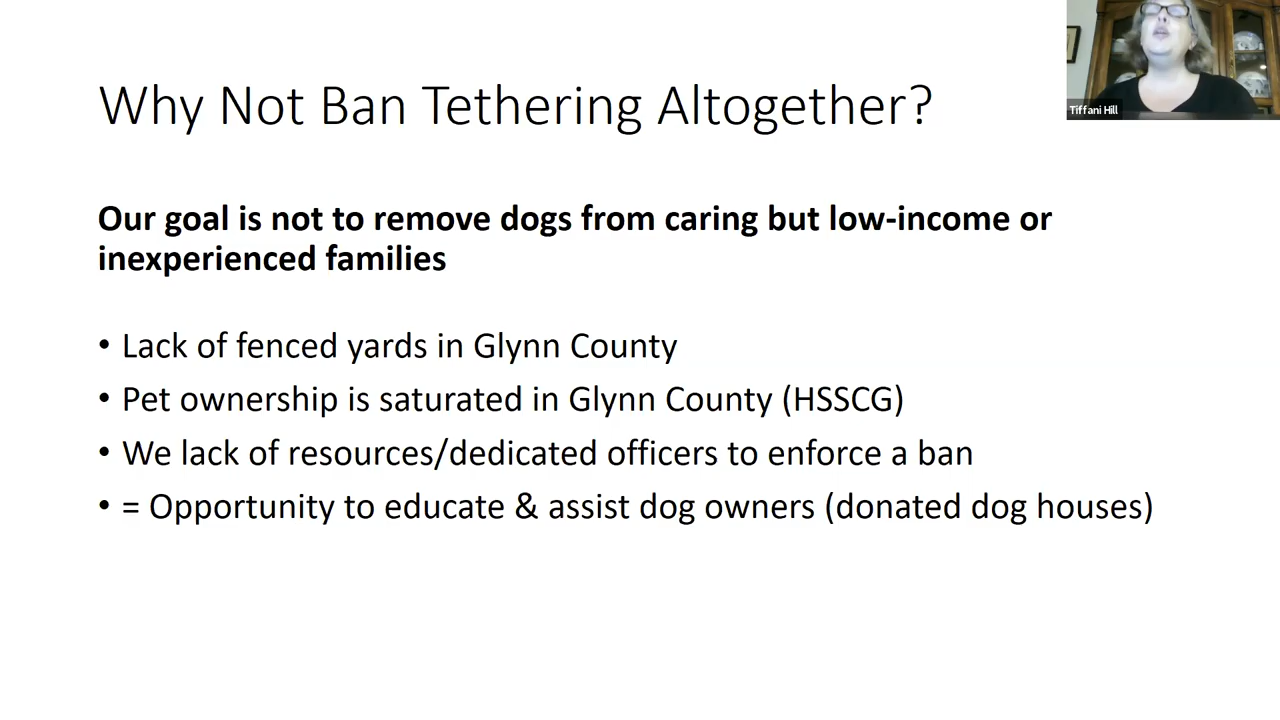 Why Not Ban Tethering Altogether?
Tiffani Hill
Our goal is not to remove dogs from caring but low-income or
inexperienced families
• Lack of fenced yards in Glynn County
• Pet ownership is saturated in Glynn County (HSSCG)
• We lack of resources/dedicated officers to enforce a ban
• = Opportunity to educate & assist dog owners (donated dog houses)